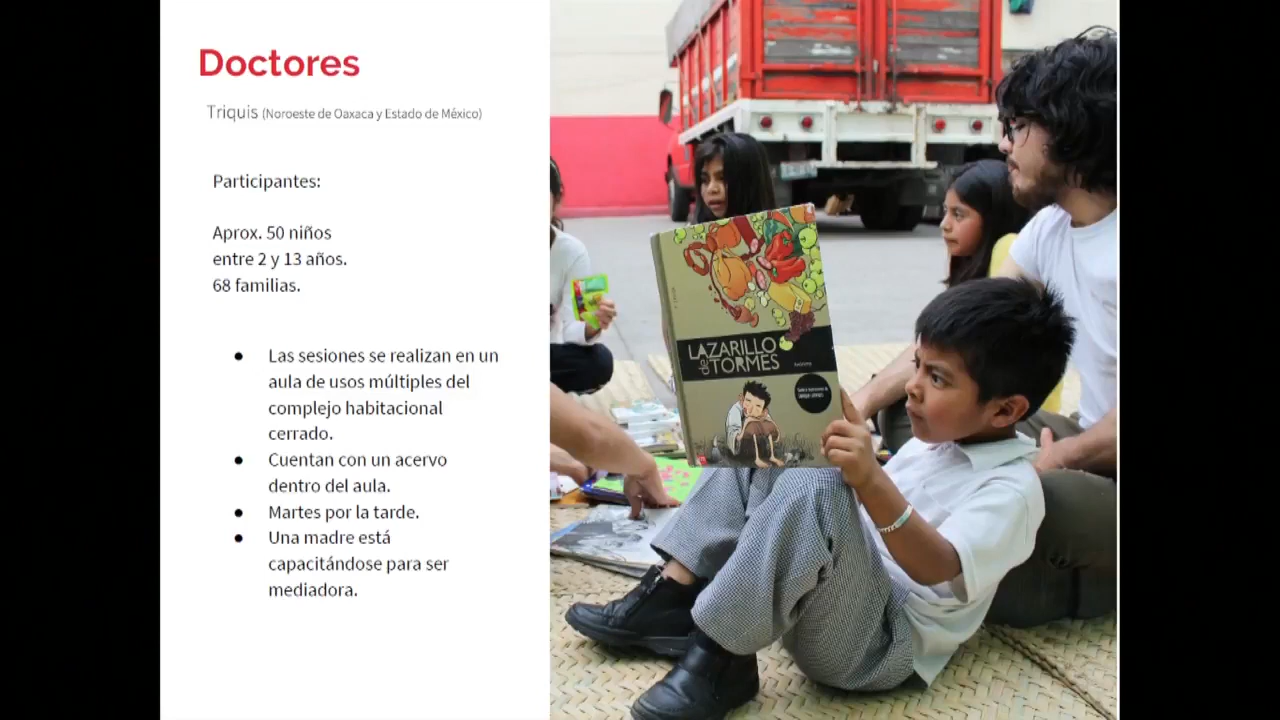 Doctores
Triquis (Noroeste de Oaxaca y Estado de México)
Participantes:
Aprox. 50 niños
entre 2 y 13 años.
68 familias.
● Las sesiones se realizan en un
aula de usos múltiples del
complejo habitacional
cerrado.
● Cuentan con un acervo
dentro del aula.
● Martes por la tarde.
● Una madre está
capacitándose para ser
mediadora.
LAZARILLO
de TORMES